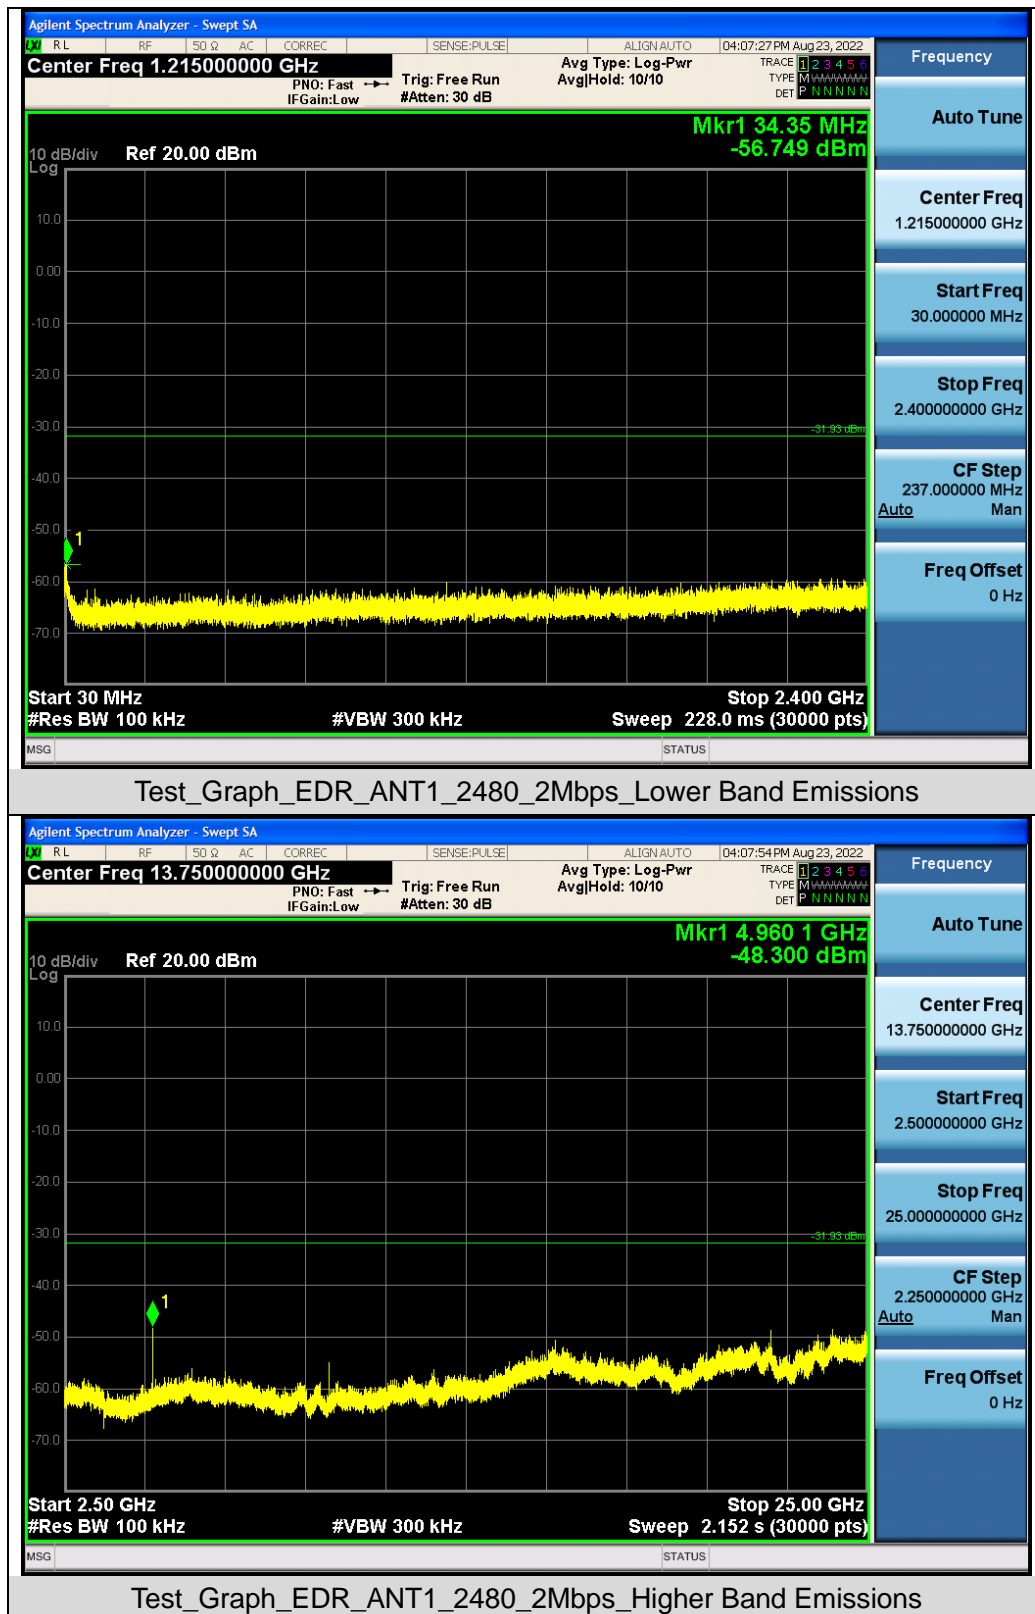 Agilent Spectrum Analyzer - Swept SA
LXI RL RF 50 Ω AC CORREC SENSE:PULSE ALIGN AUTO 04:07:27 PM Aug 23, 2022
Center Freq 1.215000000 GHz
PNO: Fast
IFGain:Low
Trig: Free Run
#Atten: 30 dB
Avg Type: Log-Pwr
Avg|Hold: 10/10
TRACE 1 2 3 4 5 6
TYPE M
DET P N N N N N
Mkr1 34.35 MHz
-56.749 dBm
10 dB/div Ref 20.00 dBm
Log
10.0
0.00
-10.0
-20.0
-30.0
-31.93 dBm
-40.0
-50.0
1
-60.0
-70.0
Start 30 MHz Stop 2.400 GHz
#Res BW 100 kHz #VBW 300 kHz Sweep 228.0 ms (30000 pts)
MSG STATUS
Frequency
Auto Tune
Center Freq
1.215000000 GHz
Start Freq
30.000000 MHz
Stop Freq
2.400000000 GHz
CF Step
237.000000 MHz
Auto Man
Freq Offset
0 Hz
Test_Graph_EDR_ANT1_2480_2Mbps_Lower Band Emissions
Agilent Spectrum Analyzer - Swept SA
LXI RL RF 50 Ω AC CORREC SENSE:PULSE ALIGN AUTO 04:07:54 PM Aug 23, 2022
Center Freq 13.750000000 GHz
PNO: Fast
IFGain:Low
Trig: Free Run
#Atten: 30 dB
Avg Type: Log-Pwr
Avg|Hold: 10/10
TRACE 1 2 3 4 5 6
TYPE M
DET P N N N N N
Mkr1 4.960 1 GHz
-48.300 dBm
10 dB/div Ref 20.00 dBm
Log
10.0
0.00
-10.0
-20.0
-30.0
-31.93 dBm
-40.0
1
-50.0
-60.0
-70.0
Start 2.50 GHz Stop 25.00 GHz
#Res BW 100 kHz #VBW 300 kHz Sweep 2.152 s (30000 pts)
MSG STATUS
Frequency
Auto Tune
Center Freq
13.750000000 GHz
Start Freq
2.500000000 GHz
Stop Freq
25.000000000 GHz
CF Step
2.250000000 GHz
Auto Man
Freq Offset
0 Hz
Test_Graph_EDR_ANT1_2480_2Mbps_Higher Band Emissions